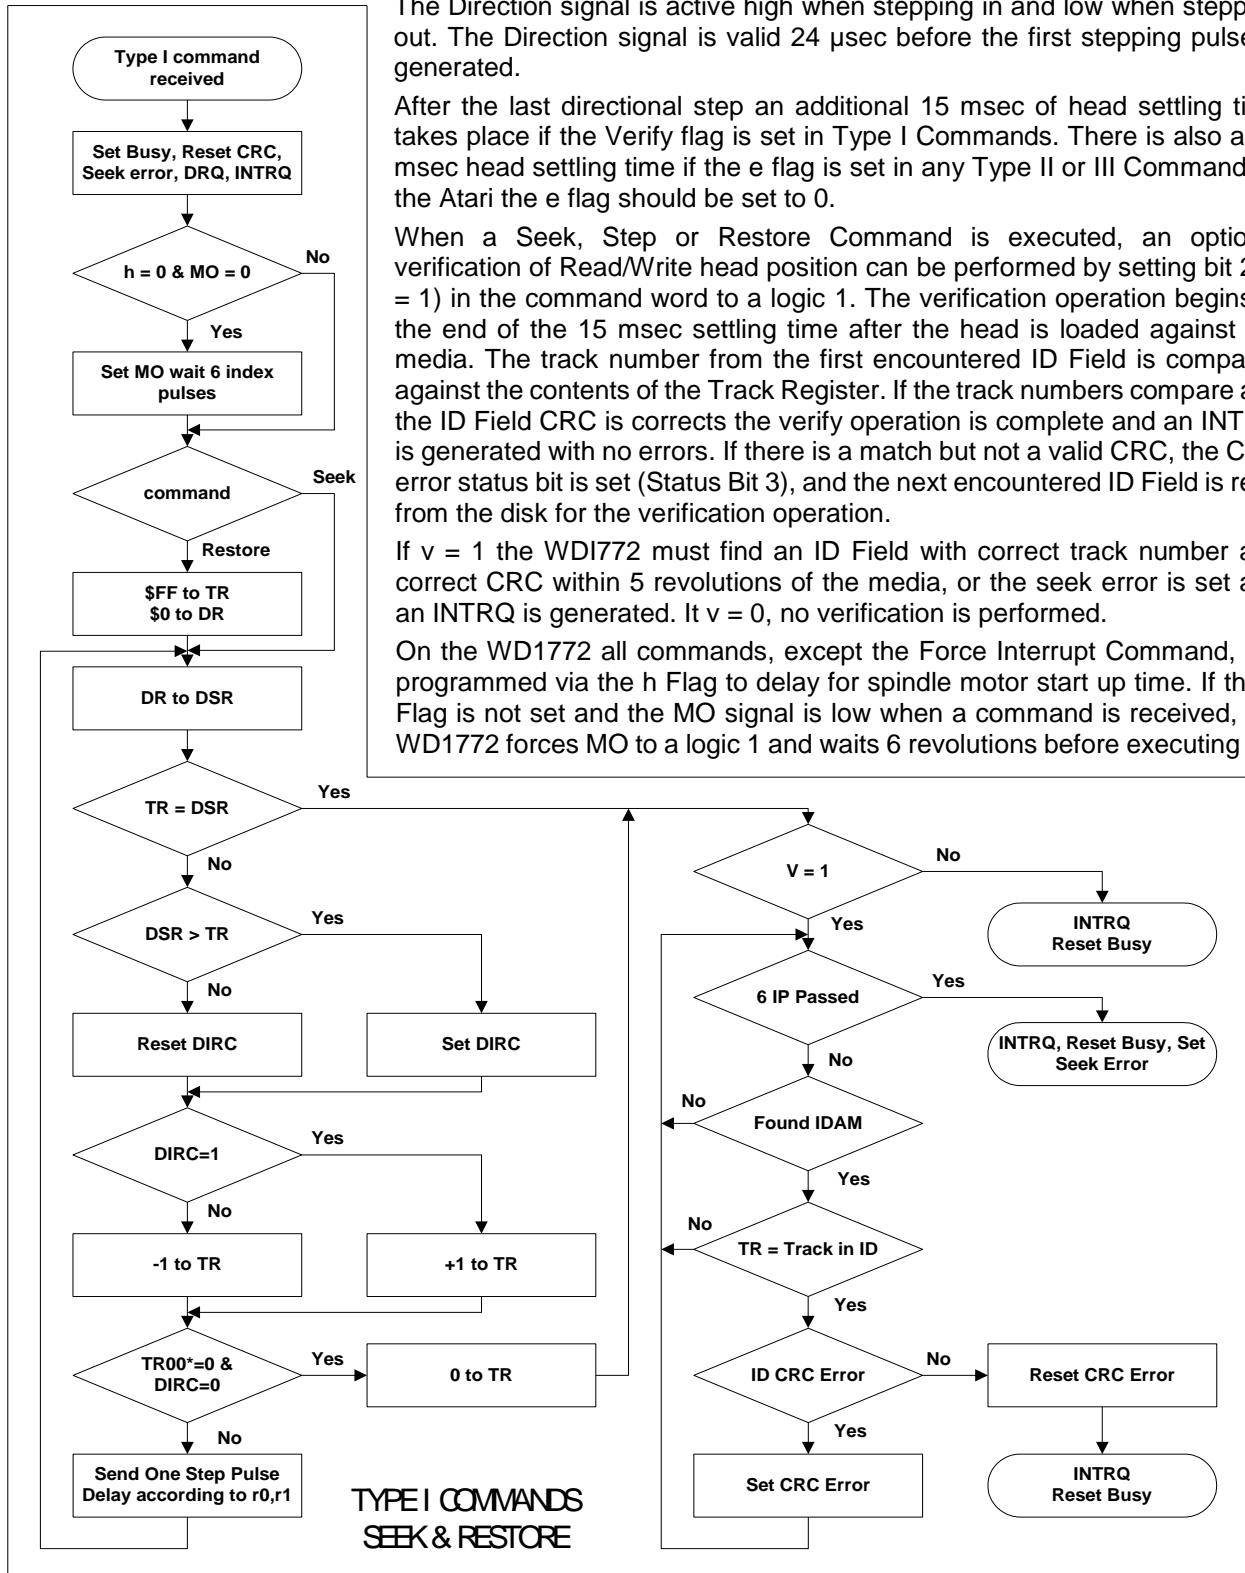 The Direction signal is active high when stepping in and low when stepp
out. The Direction signal is valid 24 µsec before the first stepping pulse
generated.
After the last directional step an additional 15 msec of head settling ti
takes place if the Verify flag is set in Type I Commands. There is also a
msec head settling time if the e flag is set in any Type II or III Command
the Atari the e flag should be set to 0.
When a Seek, Step or Restore Command is executed, an optio
verification of Read/Write head position can be performed by setting bit 2
= 1) in the command word to a logic 1. The verification operation begins
the end of the 15 msec settling time after the head is loaded against
media. The track number from the first encountered ID Field is compa
against the contents of the Track Register. If the track numbers compare a
the ID Field CRC is corrects the verify operation is complete and an INT
is generated with no errors. If there is a match but not a valid CRC, the C
error status bit is set (Status Bit 3), and the next encountered ID Field is re
from the disk for the verification operation.
If v = 1 the WDI772 must find an ID Field with correct track number a
correct CRC within 5 revolutions of the media, or the seek error is set a
an INTRQ is generated. It v = 0, no verification is performed.
On the WD1772 all commands, except the Force Interrupt Command,
programmed via the h Flag to delay for spindle motor start up time. If th
Flag is not set and the MO signal is low when a command is received,
WD1772 forces MO to a logic 1 and waits 6 revolutions before executing
Type I command
received
Set Busy, Reset CRC,
Seek error, DRQ, INTRQ
h = 0 & MO = 0
No
Yes
Set MO wait 6 index
pulses
command
Seek
Restore
$FF to TR
$0 to DR
DR to DSR
TR = DSR
Yes
No
DSR > TR
Yes
No
Reset DIRC
Set DIRC
DIRC=1
Yes
No
-1 to TR
+1 to TR
TR00*=0 &
DIRC=0
Yes
0 to TR
No
Send One Step Pulse
Delay according to r0,r1
V = 1
No
INTRQ
Reset Busy
Yes
6 IP Passed
Yes
INTRQ, Reset Busy, Set
Seek Error
No
Found IDAM
No
Yes
TR = Track in ID
No
Yes
ID CRC Error
No
Reset CRC Error
Yes
Set CRC Error
INTRQ
Reset Busy
TYPE I COMMANDS
SEEK & RESTORE